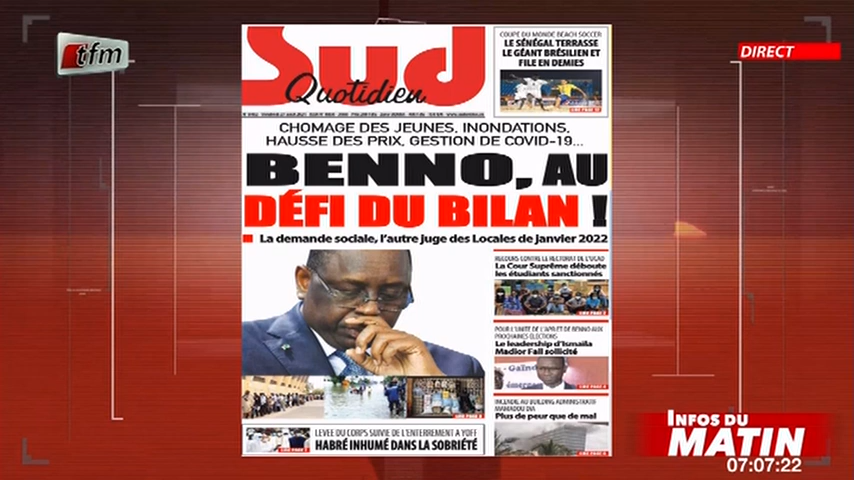 tfm
DIRECT
Sud
Quotidien
COUPE DU MONDE BEACH SOCCER
LE SÉNÉGAL TERRASSE
LE GÉANT BRÉSILIEN ET
FILE EN DEMIES
CHOMAGE DES JEUNES, INONDATIONS,
HAUSSE DES PRIX, GESTION DE COVID-19...
BENNO, AU
DÉFI DU BILAN !
La demande sociale, l'autre juge des Locales de janvier 2022
RECOURS CONTRE LE RECTORAT DE L'UCAD
La Cour Suprême déboute
les étudiants sanctionnés
POUR L'UNITE DE L'APR ET DE BENNO AUX
PROCHAINES ÉLECTIONS
Le leadership d'Ismaïla
Madior Fall sollicité
INCENDIE AU BUILDING ADMINISTRATIF
MAMADOU DIA
Plus de peur que de mal
LEVEE DU CORPS SUIVIE DE L'ENTERREMENT A YOFF
HABRÉ INHUMÉ DANS LA SOBRIÉTÉ
INFOS DU
MATIN
07:07:22